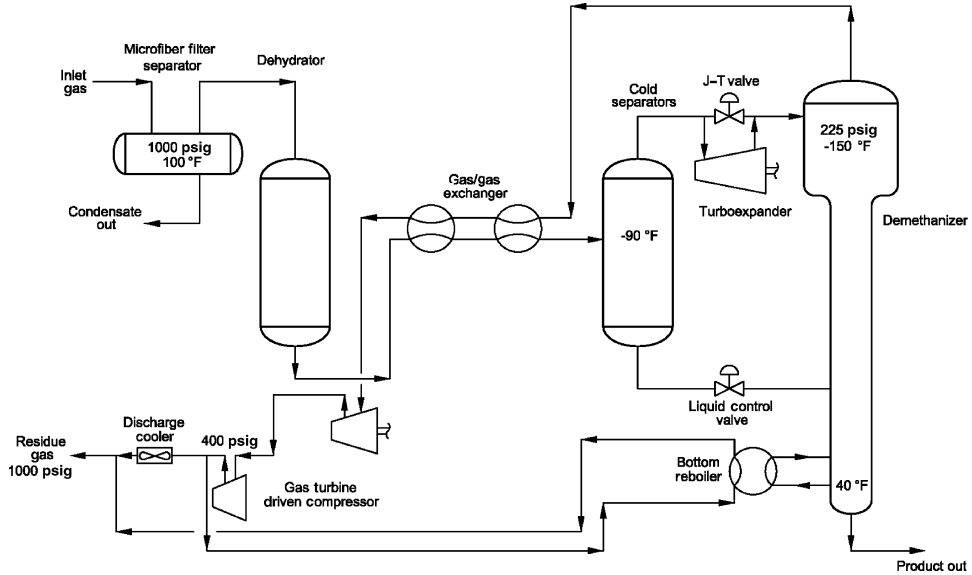 Microfiber filter
separator
Dehydrator
Inlet
gas
1000 psig
100 °F
Condensate
out
Gas/gas
exchanger
Cold
separators
J–T valve
225 psig
-150 °F
Turboexpander
Demethanizer
-90 °F
Liquid control
valve
Discharge
cooler
400 psig
Residue
gas
1000 psig
Gas turbine
driven compressor
Bottom
reboiler
40 °F
Product out